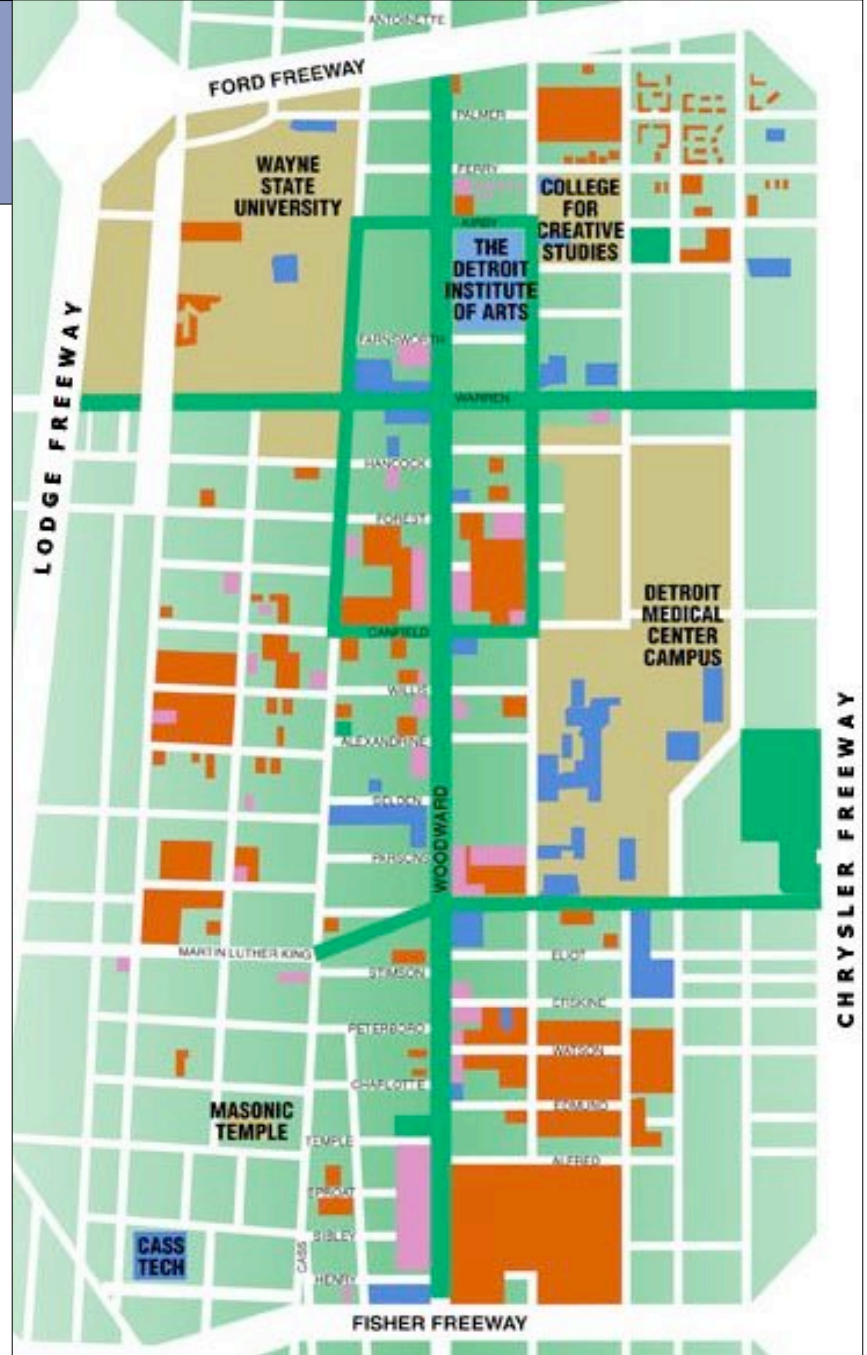 ANTOINETTE
FORD FREEWAY
PALMER
FERRY
WAYNE
STATE
UNIVERSITY
COLLEGE
FOR
CREATIVE
STUDIES
KIRBY
THE
DETROIT
INSTITUTE
OF ARTS
FARNSWORTH
LODGE FREEWAY
WARREN
HANCOCK
FOREST
DETROIT
MEDICAL
CENTER
CAMPUS
CANFIELD
WILLIS
ALEXANDRINE
SELDEN
WOODWARD
PARSONS
CHRYSLER FREEWAY
MARTIN LUTHER KING
ELIOT
STIMSON
ERSKINE
PETERBORO
WATSON
CHARLOTTE
EDMUND
MASONIC
TEMPLE
TEMPLE
ALFRED
SPROAT
SIBLEY
CASS
TECH
CASS
HENRY
FISHER FREEWAY